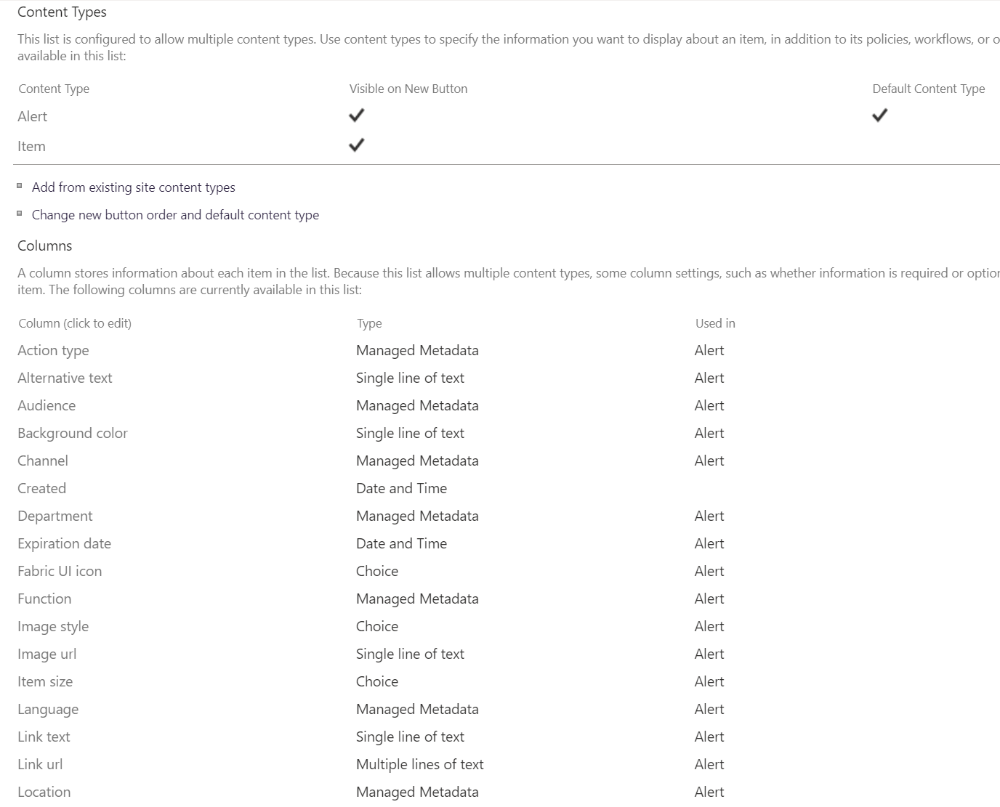 Content Types
This list is configured to allow multiple content types. Use content types to specify the information you want to display about an item, in addition to its policies, workflows, or o
available in this list:
Content Type Visible on New Button Default Content Type
Alert
Item
Add from existing site content types
Change new button order and default content type
Columns
A column stores information about each item in the list. Because this list allows multiple content types, some column settings, such as whether information is required or optior
item. The following columns are currently available in this list:
Column (click to edit) Type Used in
Action type Managed Metadata Alert
Alternative text Single line of text Alert
Audience Managed Metadata Alert
Background color Single line of text Alert
Channel Managed Metadata Alert
Created Date and Time
Department Managed Metadata Alert
Expiration date Date and Time Alert
Fabric UI icon Choice Alert
Function Managed Metadata Alert
Image style Choice Alert
Image url Single line of text Alert
Item size Choice Alert
Language Managed Metadata Alert
Link text Single line of text Alert
Link url Multiple lines of text Alert
Location Managed Metadata Alert